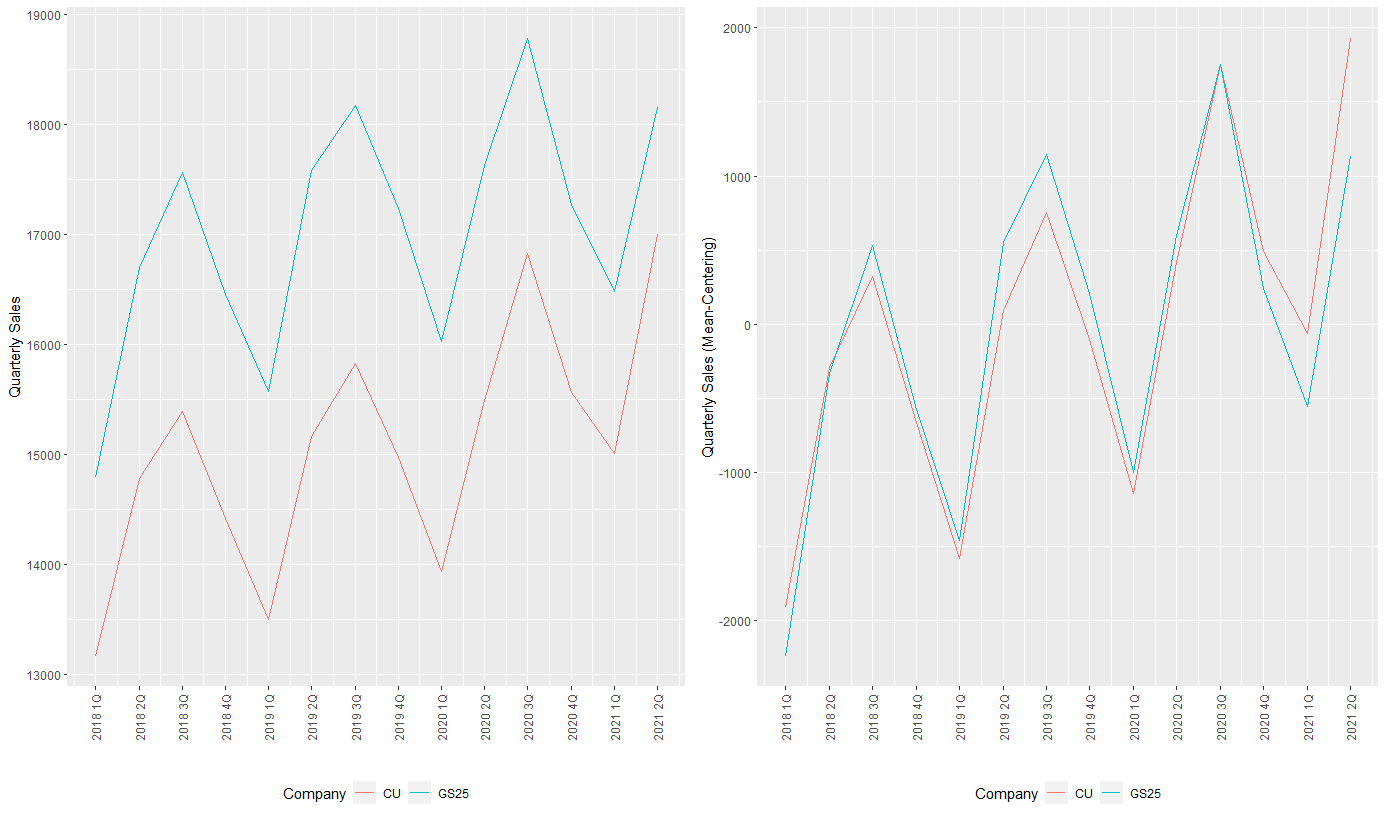 Quarterly Sales
19000
18000
17000
16000
15000
14000
13000
2018 1Q
2018 2Q
2018 3Q
2018 4Q
2019 1Q
2019 2Q
2019 3Q
2019 4Q
2020 1Q
2020 2Q
2020 3Q
2020 4Q
2021 1Q
2021 2Q
Company CU GS25
Quarterly Sales (Mean-Centering)
2000
1000
0
-1000
-2000
2018 1Q
2018 2Q
2018 3Q
2018 4Q
2019 1Q
2019 2Q
2019 3Q
2019 4Q
2020 1Q
2020 2Q
2020 3Q
2020 4Q
2021 1Q
2021 2Q
Company CU GS25